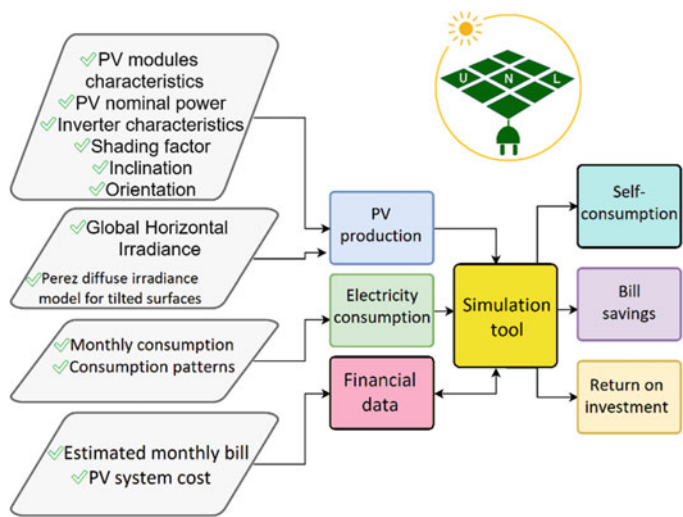 PV modules
characteristics
PV nominal power
Inverter characteristics
Shading factor
Inclination
Orientation
Global Horizontal
Irradiance
Perez diffuse irradiance
model for tilted surfaces
Monthly consumption
Consumption patterns
Estimated monthly bill
PV system cost
PV
production
Electricity
consumption
Financial
data
Simulation
tool
U N L
Self-
consumption
Bill
savings
Return on
investment